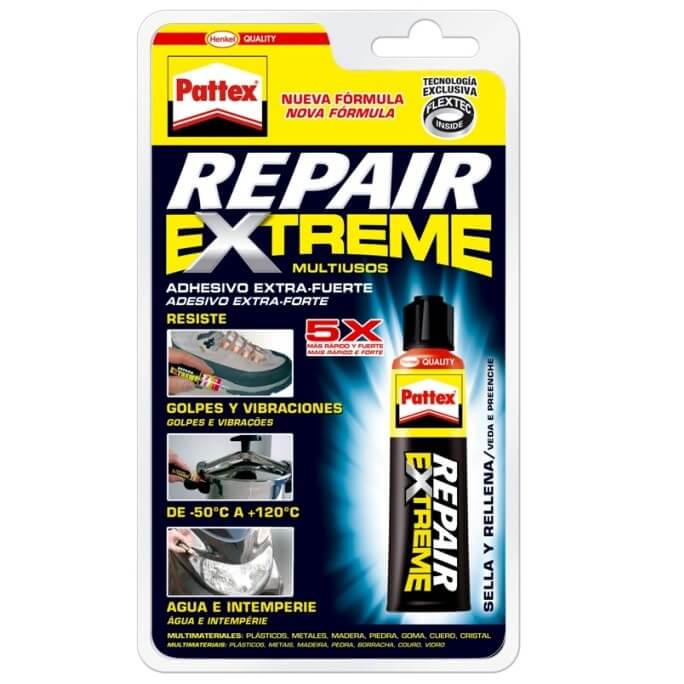 Henkel QUALITY
Pattex
NUEVA FÓRMULA
NOVA FÓRMULA
TECNOLOGÍA
EXCLUSIVA
FLEXTEC
INSIDE
REPAIR
EXTREME
MULTIUSOS
ADHESIVO EXTRA-FUERTE
ADESIVO EXTRA-FORTE
RESISTE
5X
MÁS RÁPIDO Y FUERTE
MAIS RÁPIDO E FORTE
REPAIR
EXTREME
GOLPES Y VIBRACIONES
GOLPES E VIBRAÇÕES
DE -50°C A +120°C
AGUA E INTEMPERIE
ÁGUA E INTEMPÉRIE
Henkel QUALITY
Pattex
REPAIR
EXTREME
SELLA Y RELLENA/VEDA E PREENCHE
MULTIMATERIALES: PLÁSTICOS, METALES, MADERA, PIEDRA, GOMA, CUERO, CRISTAL
MULTIMATERIAIS: PLÁSTICOS, METAIS, MADEIRA, PEDRA, BORRACHA, COURO, VIDRO